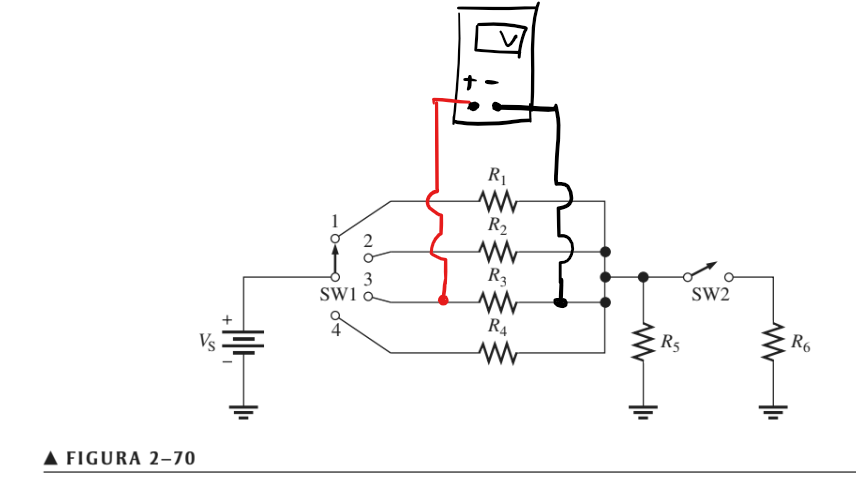 V
+ -
R1
1
R2
2
R3
3
SW1
SW2
+
R4
4
VS
R5
R6
−
▲ FIGURA 2–70